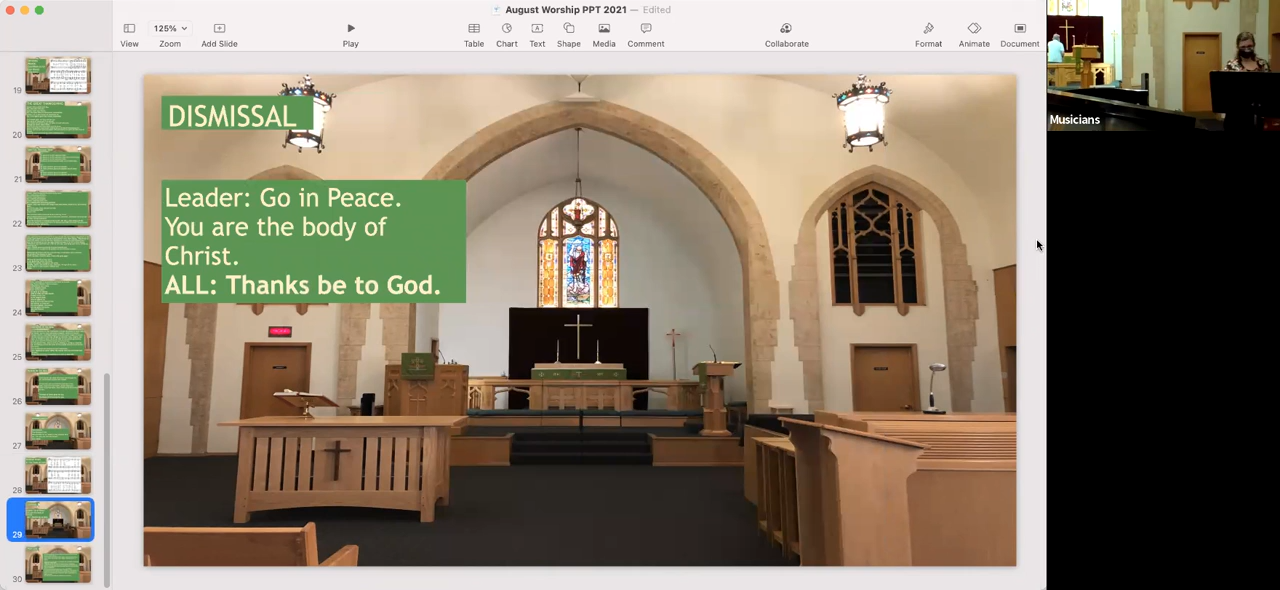 August Worship PPT 2021 — Edited
125%
View
Zoom
Add Slide
Play
Table
Chart
Text
Shape
Media
Comment
Collaborate
Format
Animate
Document
19
20
21
22
23
24
25
26
27
28
29
30
DISMISSAL
Leader: Go in Peace.
You are the body of
Christ.
ALL: Thanks be to God.
Musicians